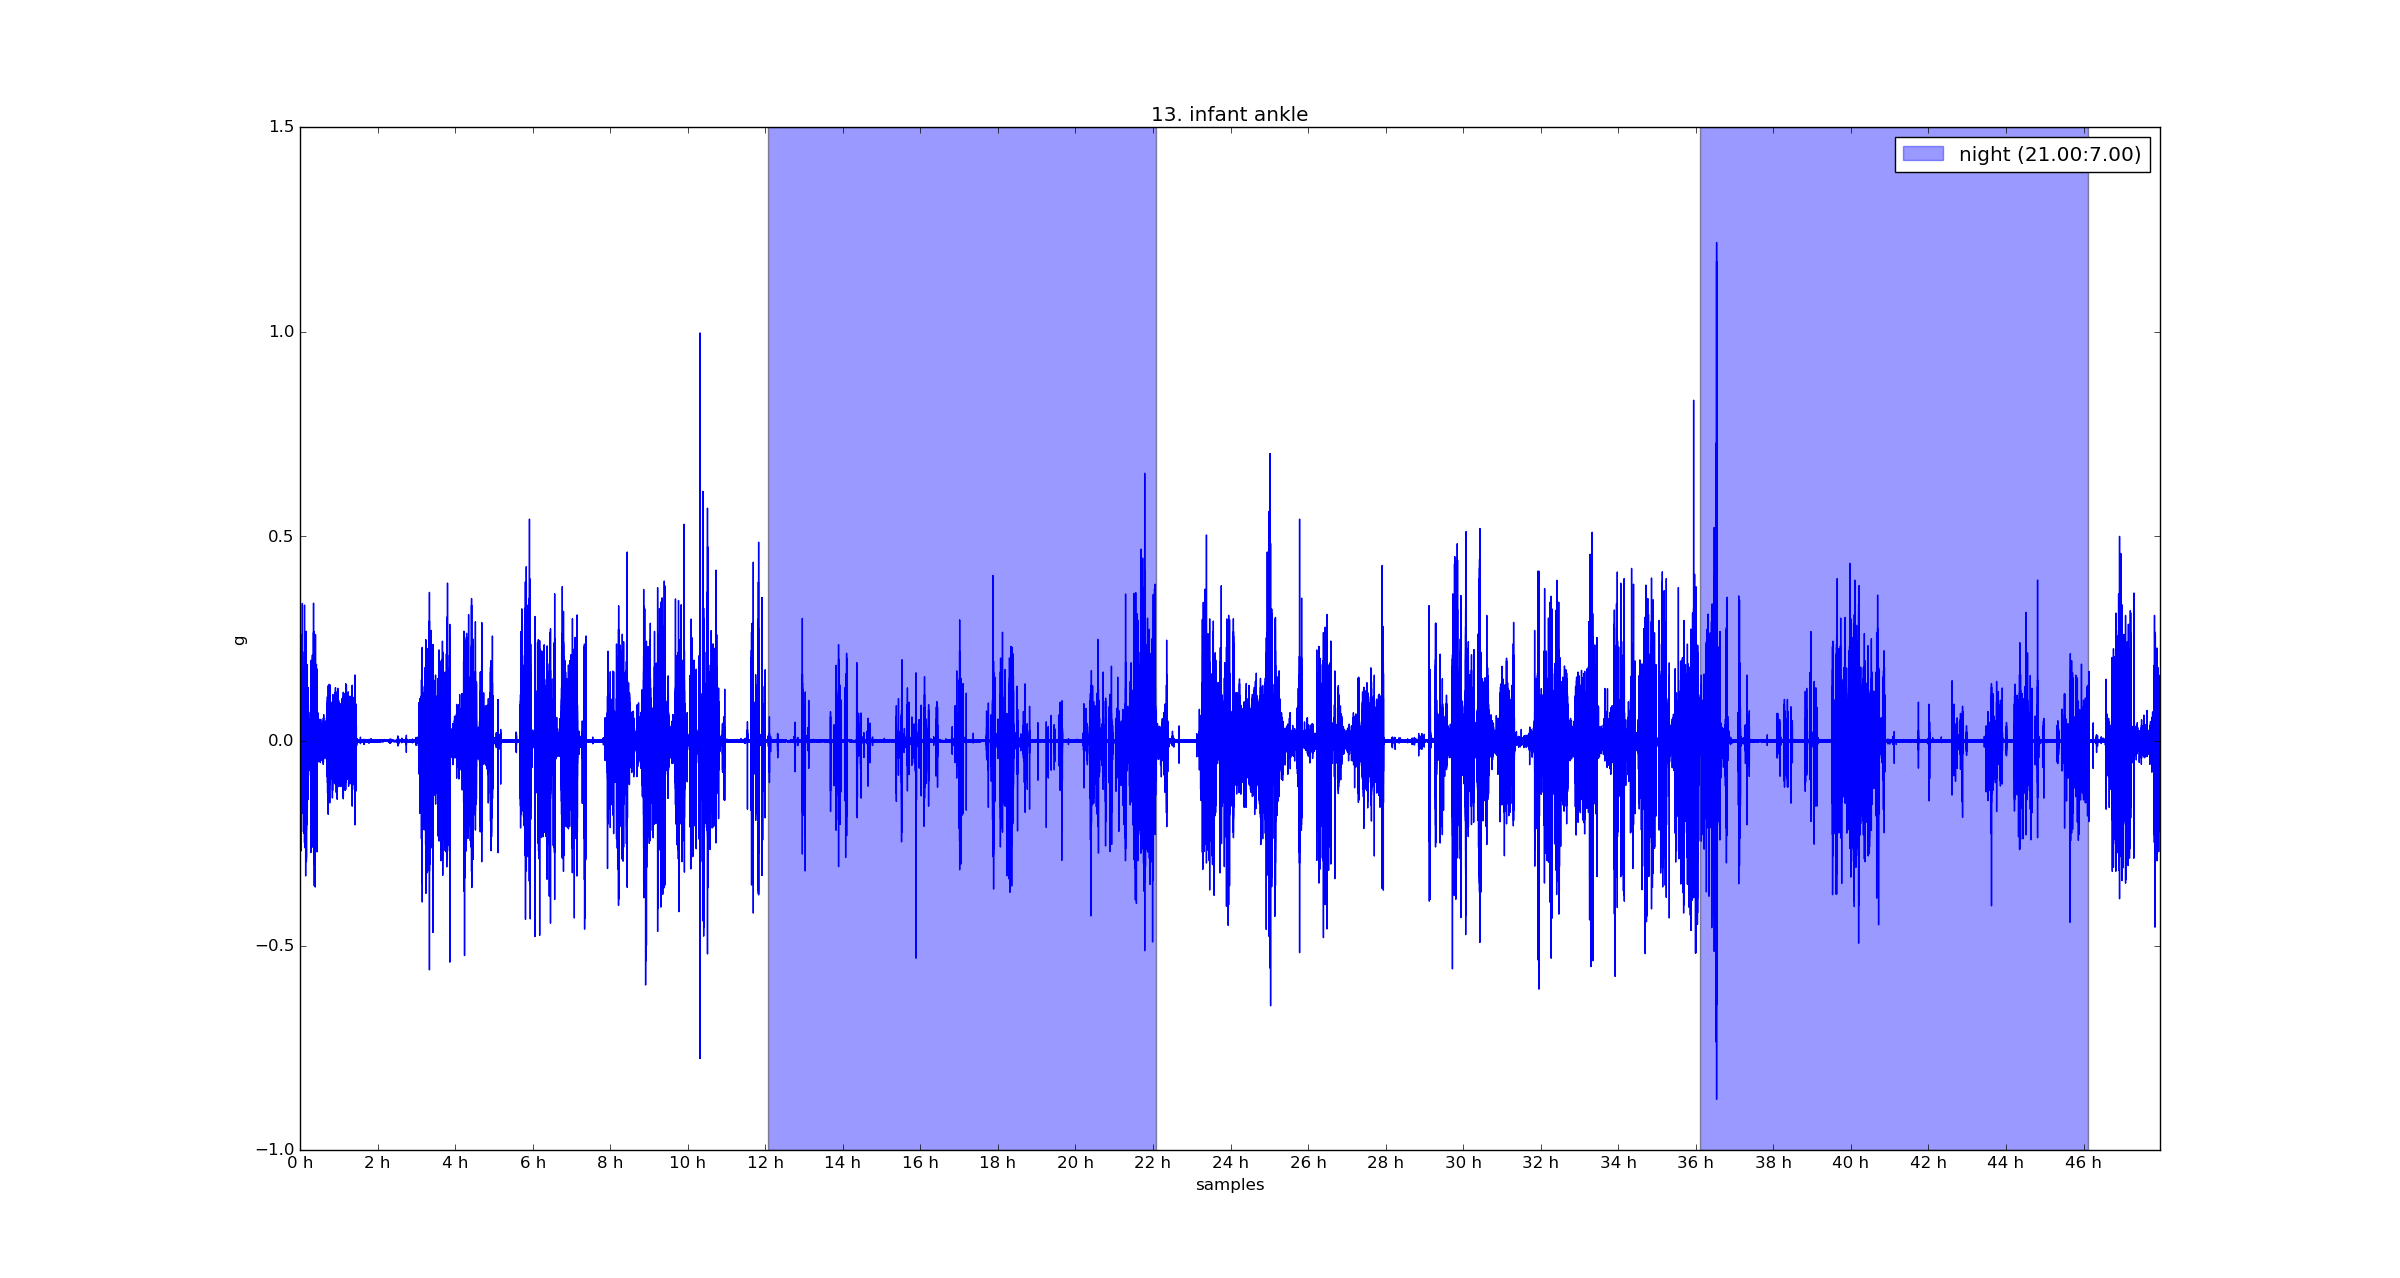 13. infant ankle
night (21.00:7.00)
1.5
1.0
0.5
0.0
−0.5
−1.0
g
0 h 2 h 4 h 6 h 8 h 10 h 12 h 14 h 16 h 18 h 20 h 22 h 24 h 26 h 28 h 30 h 32 h 34 h 36 h 38 h 40 h 42 h 44 h 46 h
samples